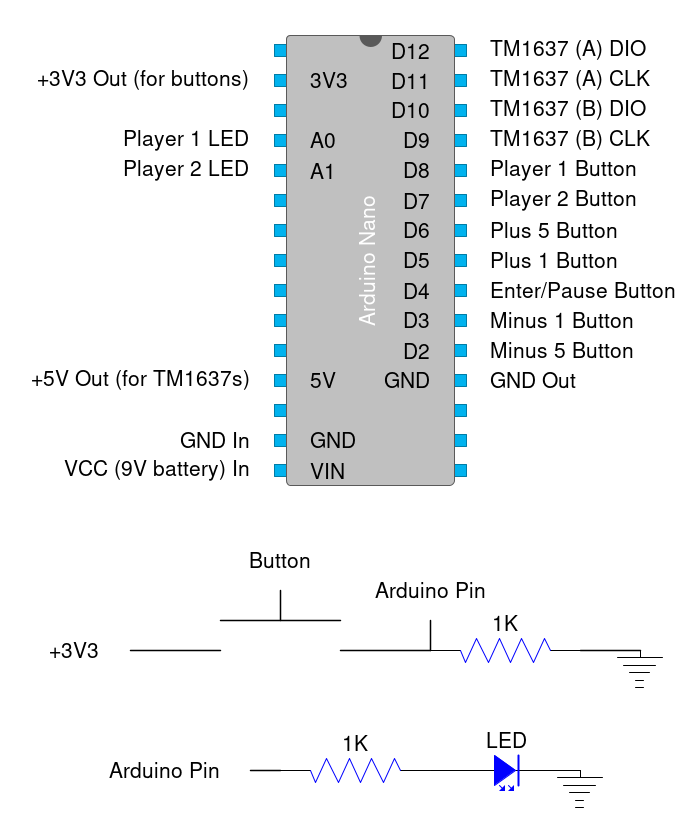 D12 TM1637 (A) DIO
+3V3 Out (for buttons) 3V3 D11 TM1637 (A) CLK
D10 TM1637 (B) DIO
Player 1 LED A0 D9 TM1637 (B) CLK
Player 2 LED A1 D8 Player 1 Button
D7 Player 2 Button
Arduino Nano
D6 Plus 5 Button
D5 Plus 1 Button
D4 Enter/Pause Button
D3 Minus 1 Button
D2 Minus 5 Button
+5V Out (for TM1637s) 5V GND GND Out
GND In GND
VCC (9V battery) In VIN
Button
Arduino Pin
+3V3 1K
1K LED
Arduino Pin